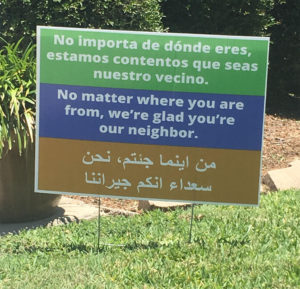 No importa de dónde eres,
estamos contentos que seas
nuestro vecino.
No matter where you are
from, we're glad you're
our neighbor.
من اينما جئتم، نحن
سعداء انكم جيراننا